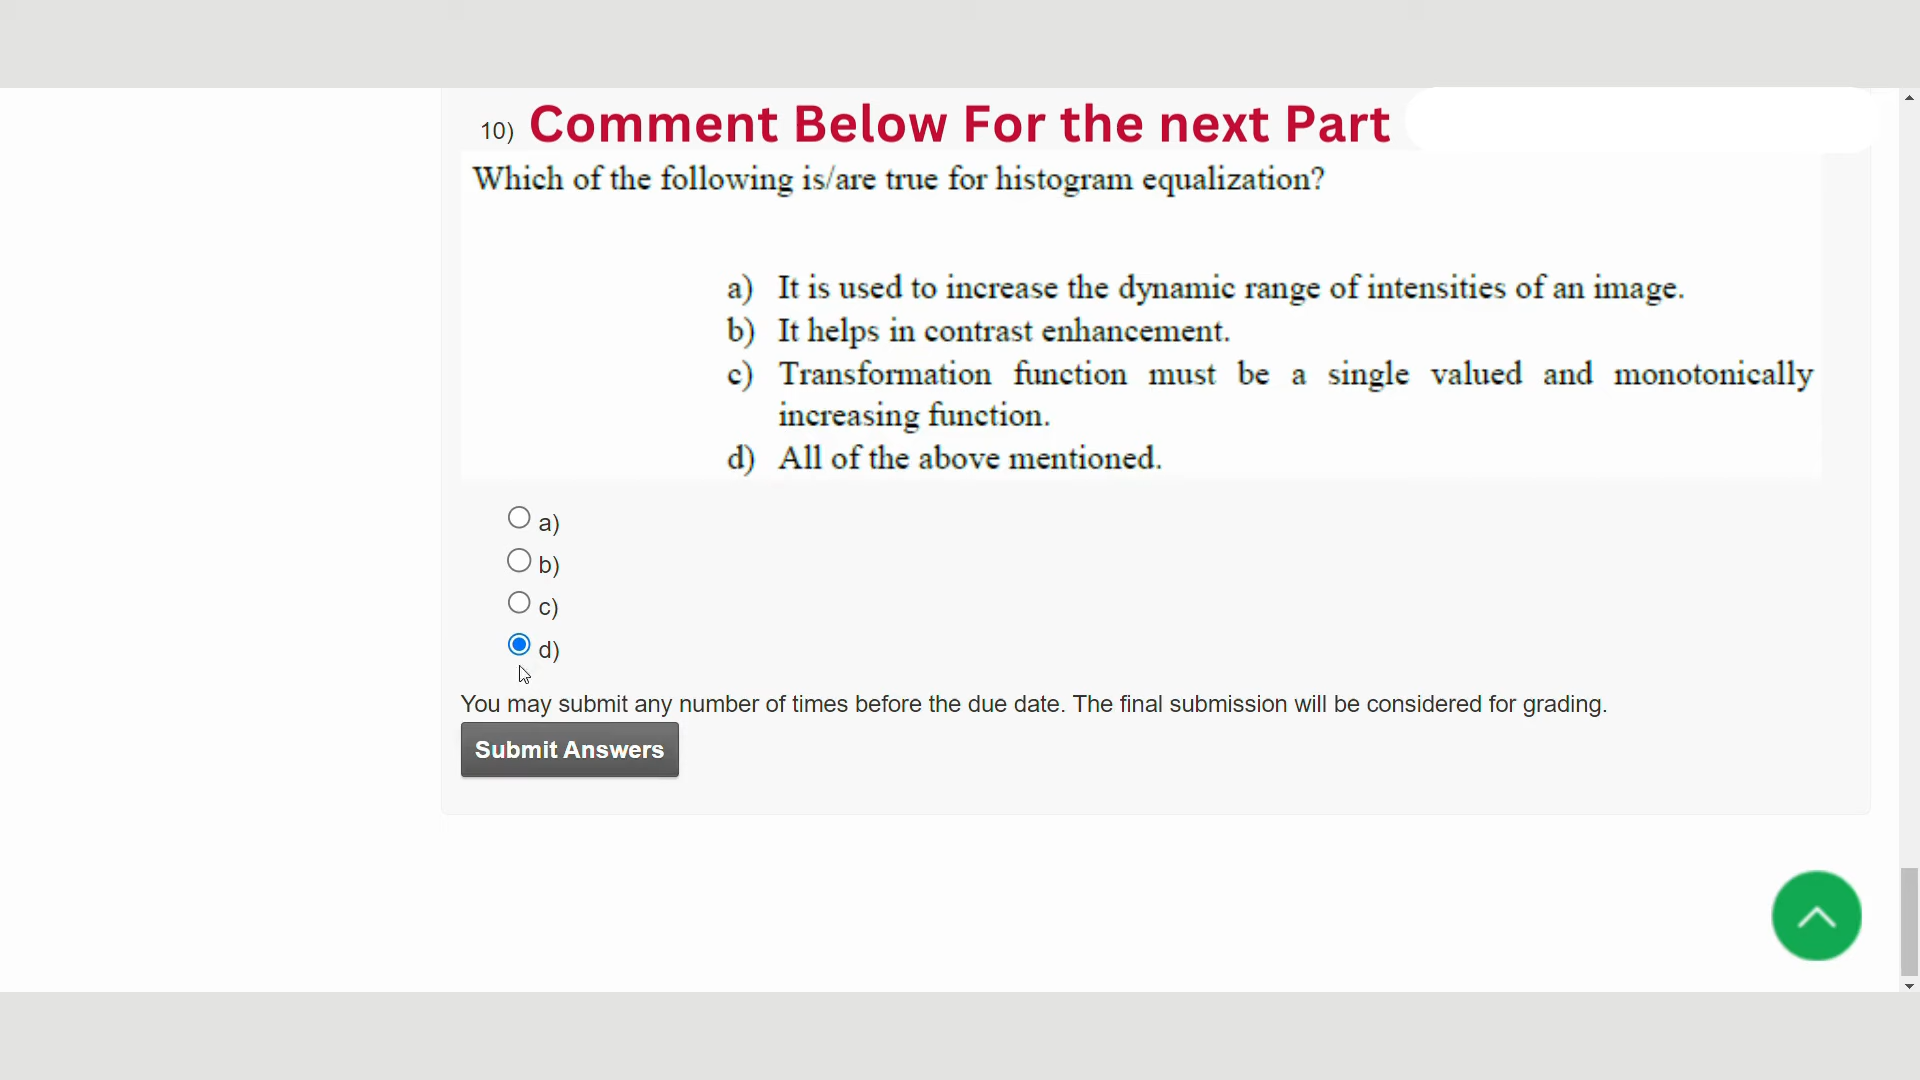 10) Comment Below For the next Part
Which of the following is/are true for histogram equalization?
a) It is used to increase the dynamic range of intensities of an image.
b) It helps in contrast enhancement.
c) Transformation function must be a single valued and monotonically
increasing function.
d) All of the above mentioned.
a)
b)
c)
d)
You may submit any number of times before the due date. The final submission will be considered for grading.
Submit Answers